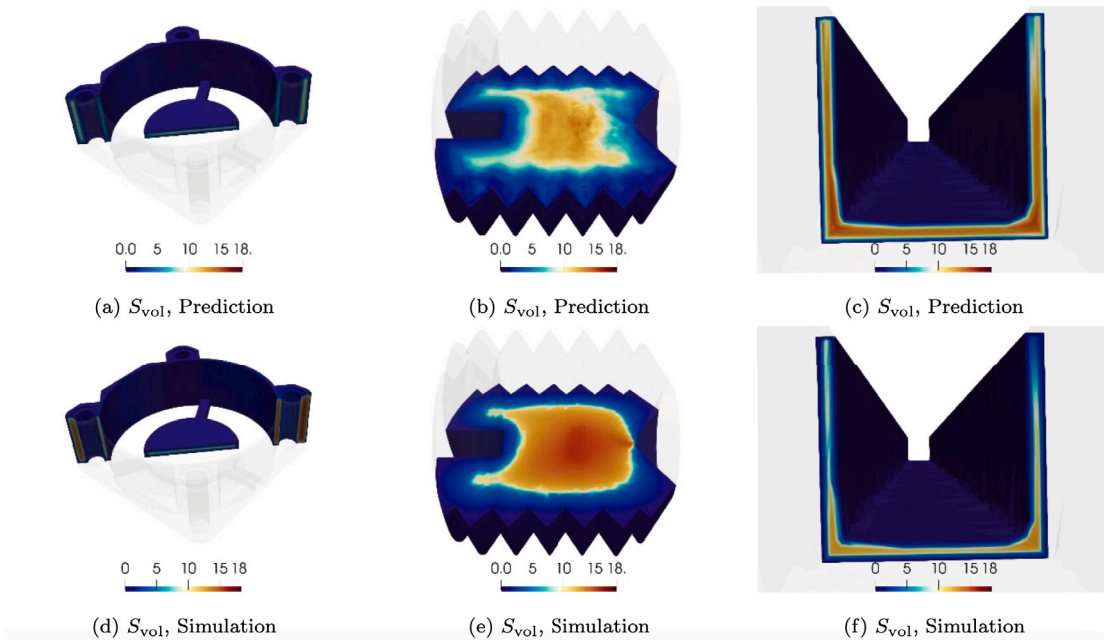 0.0 5 10 15 18.
0.0 5 10 15 18.
0 5 10 15 18
(a) S_vol, Prediction
(b) S_vol, Prediction
(c) S_vol, Prediction
0 5 10 15 18
0.0 5 10 15 18.
0 5 10 15 18
(d) S_vol, Simulation
(e) S_vol, Simulation
(f) S_vol, Simulation